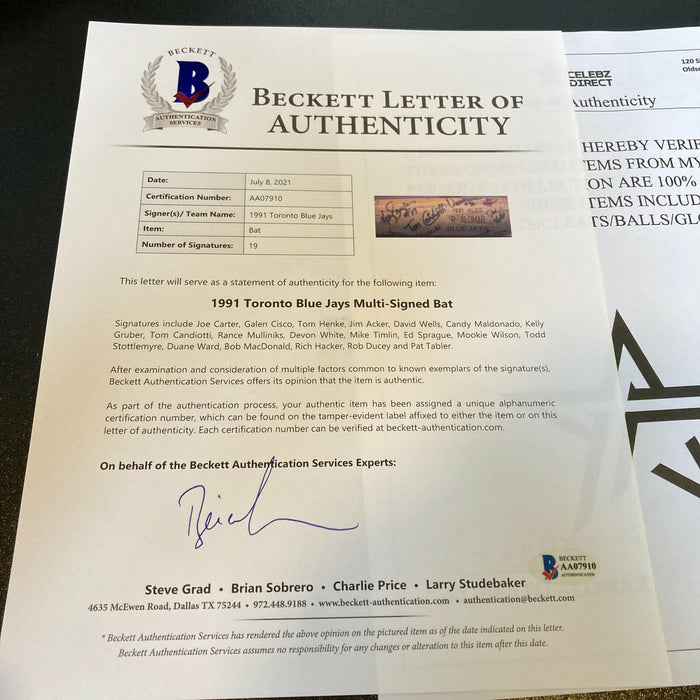 BECKETT
B
AUTHENTICATION
SERVICES
BECKETT LETTER OF
AUTHENTICITY
Date: July 8, 2021
Certification Number: AA07910
Signer(s)/ Team Name: 1991 Toronto Blue Jays
Item: Bat
Number of Signatures: 19
1991
R. ALOMAR
BLUE JAYS
This letter will serve as a statement of authenticity for the following item:
1991 Toronto Blue Jays Multi-Signed Bat
Signatures include Joe Carter, Galen Cisco, Tom Henke, Jim Acker, David Wells, Candy Maldonado, Kelly
Gruber, Tom Candiotti, Rance Mulliniks, Devon White, Mike Timlin, Ed Sprague, Mookie Wilson, Todd
Stottlemyre, Duane Ward, Bob MacDonald, Rich Hacker, Rob Ducey and Pat Tabler.
After examination and consideration of multiple factors common to known exemplars of the signature(s),
Beckett Authentication Services offers its opinion that the item is authentic.
As part of the authentication process, your authentic item has been assigned a unique alphanumeric
certification number, which can be found on the tamper-evident label affixed to either the item or on this
letter of authenticity. Each certification number can be verified at beckett-authentication.com.
On behalf of the Beckett Authentication Services Experts:
B BECKETT
AA07910
AUTHENTICATED
Steve Grad • Brian Sobrero • Charlie Price • Larry Studebaker
4635 McEwen Road, Dallas TX 75244 • 972.448.9188 • www.beckett-authentication.com • authentication@beckett.com
* Beckett Authentication Services has rendered the above opinion on the pictured item as of the date indicated on this letter.
Beckett Authentication Services assumes no responsibility for any changes or alteration to this item after this date.
CELEBZ
DIRECT
120 S
Olds
Authenticity
HEREBY VERIF
TEMS FROM MY
ON ARE 100%
TEMS INCLUD
TS/BALLS/GLO